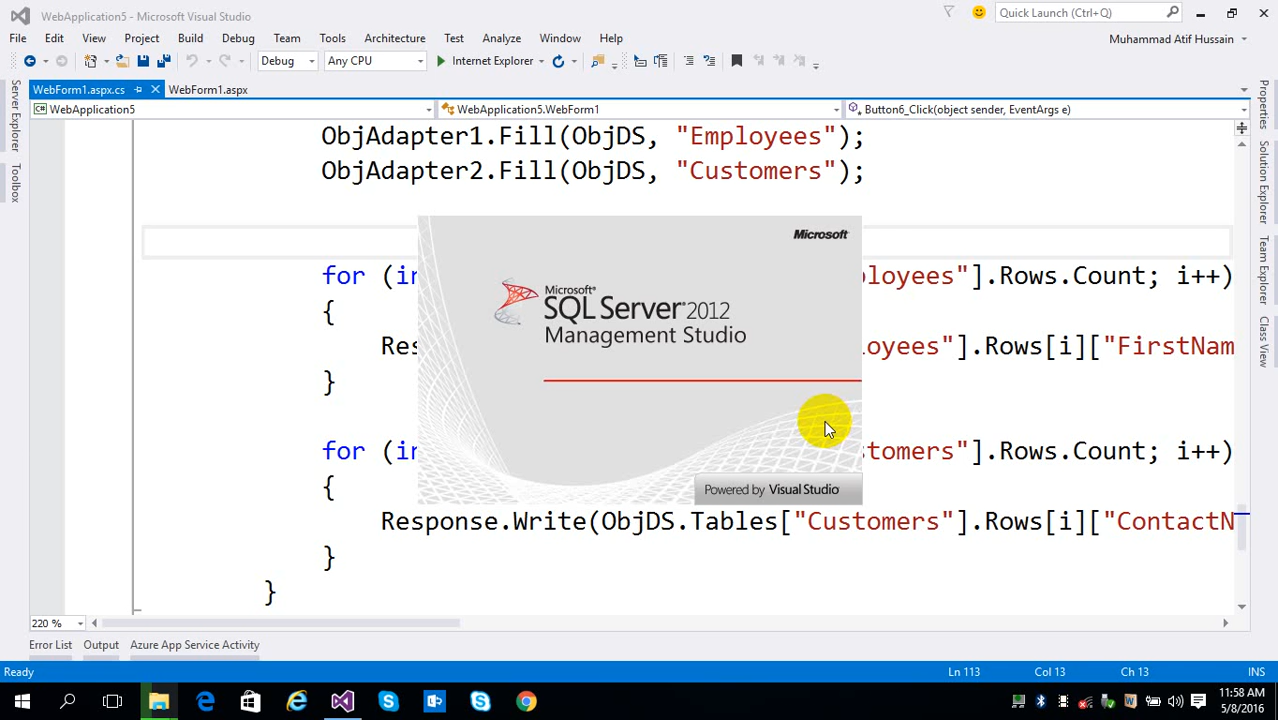 WebApplication5 - Microsoft Visual Studio
Quick Launch (Ctrl+Q)
File Edit View Project Build Debug Team Tools Architecture Test Analyze Window Help
Muhammad Atif Hussain
Debug Any CPU Internet Explorer
WebForm1.aspx.cs WebForm1.aspx
WebApplication5 WebApplication5.WebForm1 Button6_Click(object sender, EventArgs e)
Server Explorer
Toolbox
Properties
Solution Explorer
Team Explorer
Class View
ObjAdapter1.Fill(ObjDS, "Employees");
ObjAdapter2.Fill(ObjDS, "Customers");
for (in loyees"].Rows.Count; i++)
{
Res loyees"].Rows[i]["FirstNam
}
for (in tomers"].Rows.Count; i++)
{
Response.Write(ObjDS.Tables["Customers"].Rows[i]["ContactN
}
}
Microsoft
Microsoft®
SQL Server® 2012
Management Studio
Powered by Visual Studio
220 %
Error List Output Azure App Service Activity
Ready Ln 113 Col 13 Ch 13 INS
11:58 AM
5/8/2016